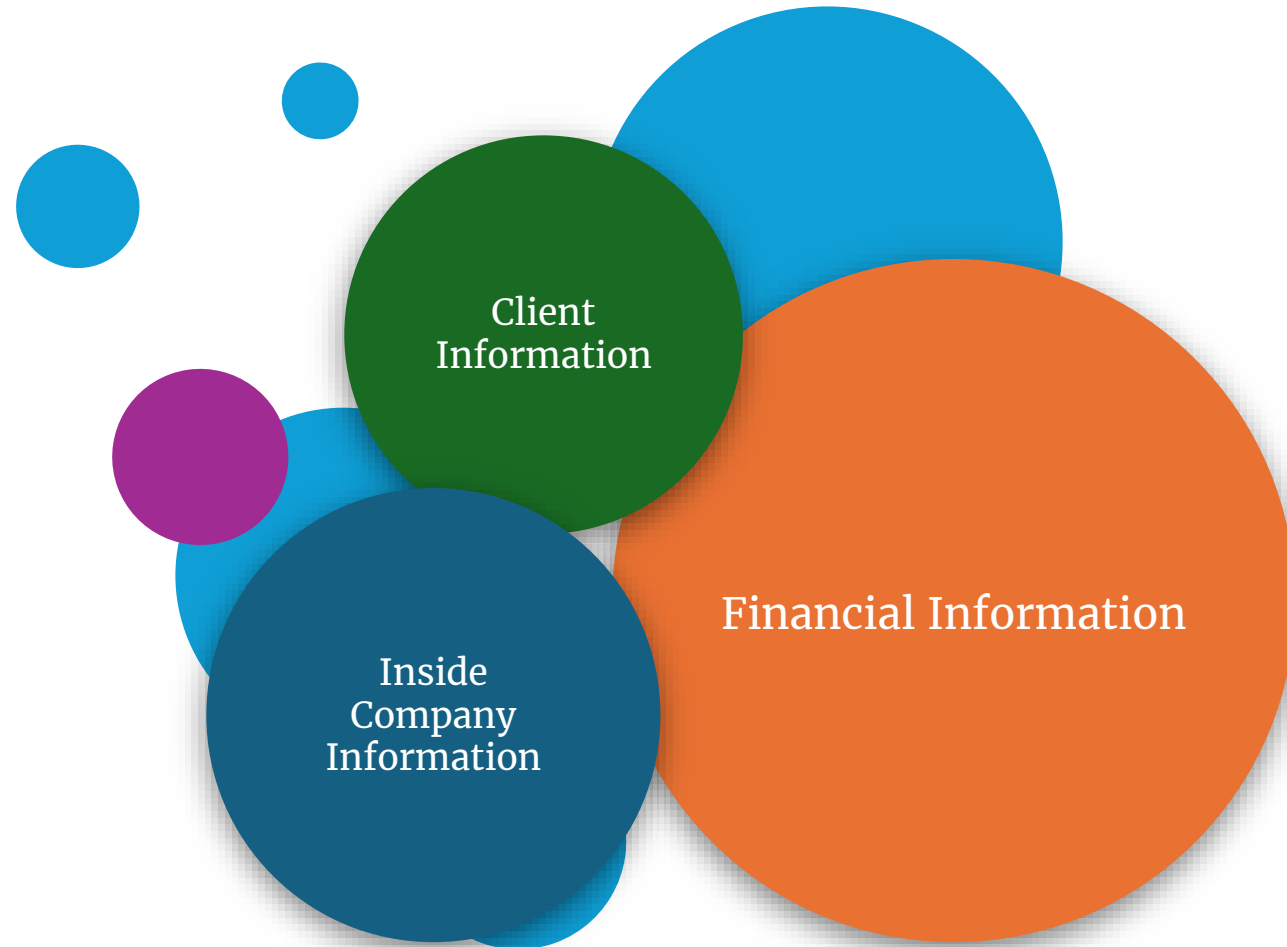 Client
Information
Financial Information
Inside
Company
Information